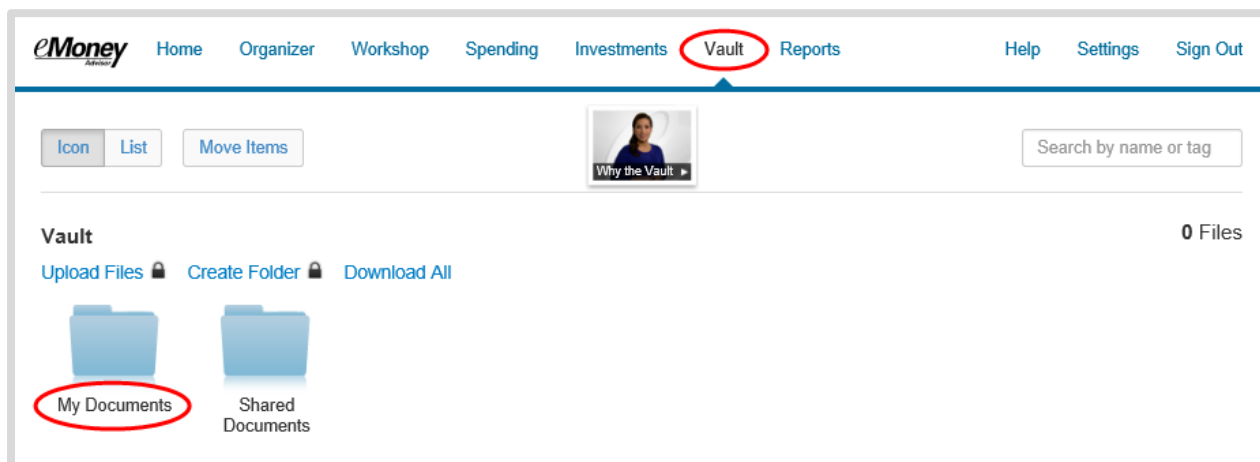 eMoney Advisor Home Organizer Workshop Spending Investments Vault Reports Help Settings Sign Out
Icon List Move Items Why the Vault Search by name or tag
Vault 0 Files
Upload Files Create Folder Download All
My Documents Shared
Documents